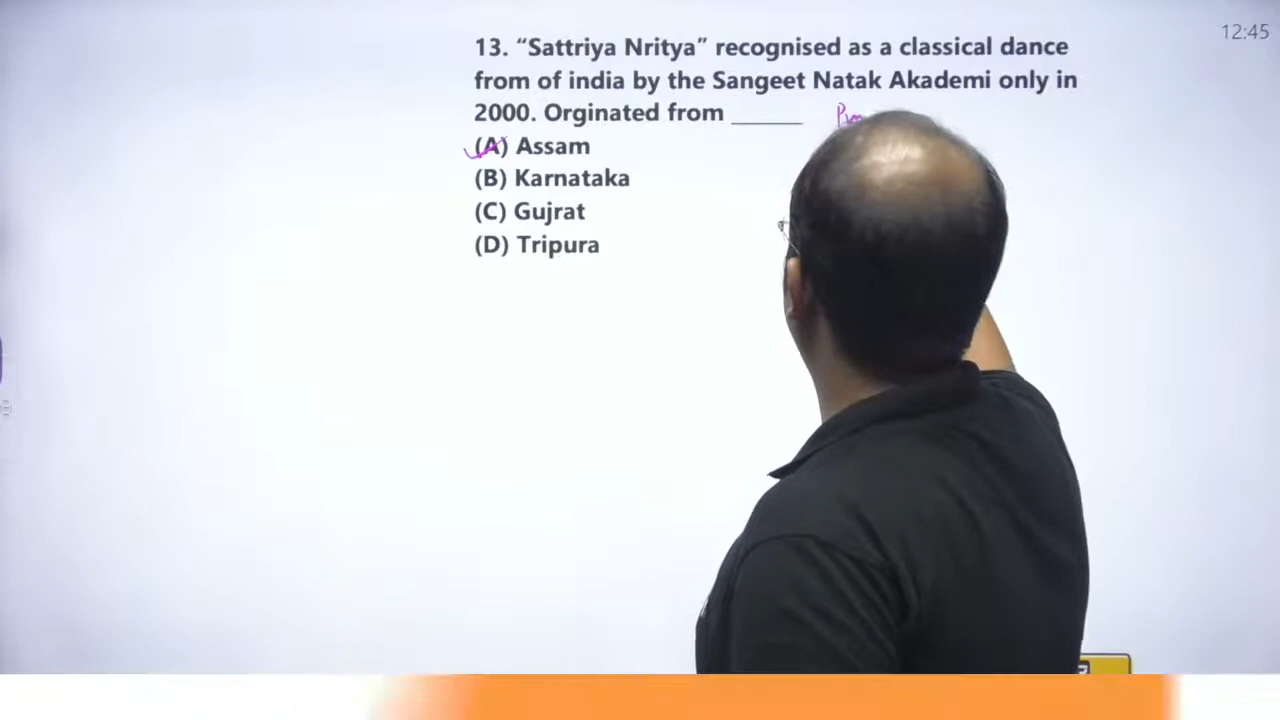 12:45
13. “Sattriya Nritya” recognised as a classical dance
from of india by the Sangeet Natak Akademi only in
2000. Orginated from ______
(A) Assam
(B) Karnataka
(C) Gujrat
(D) Tripura